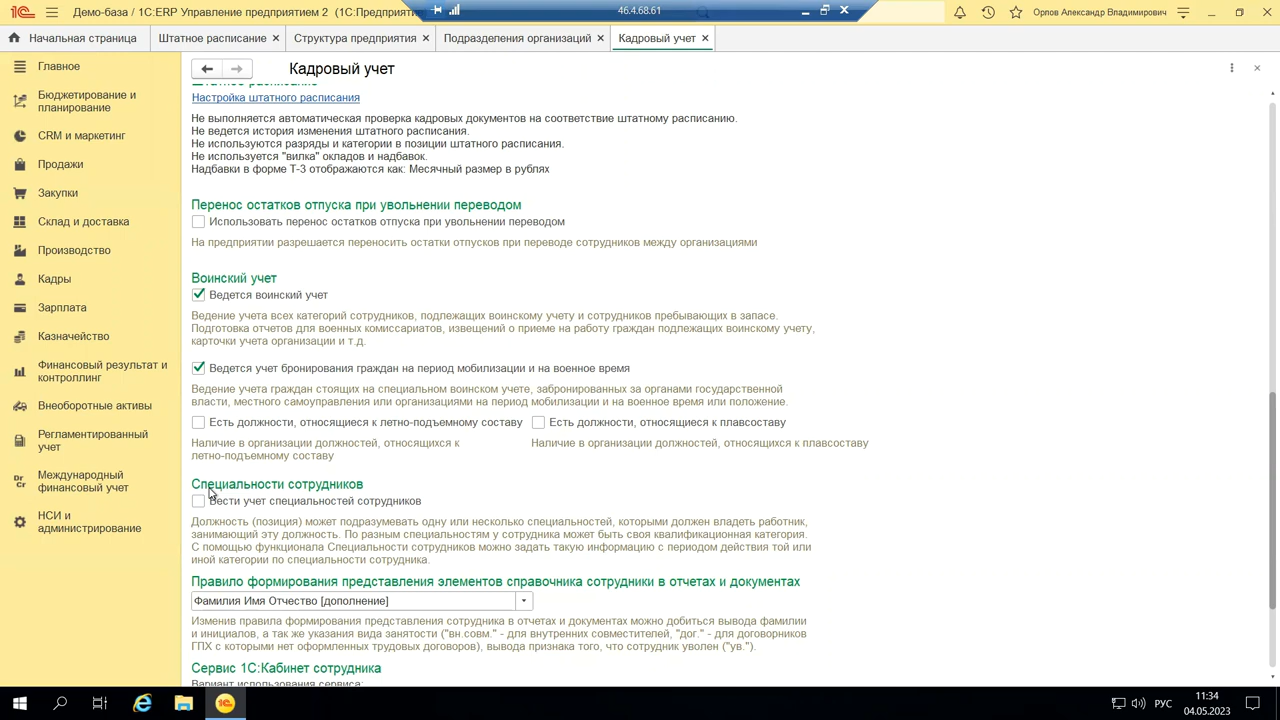 Демо-база / 1С:ERP Управление предприятием 2 (1С:Предприяти
46.4.68.61
Орлов Александр Владимирович
Начальная страница
Штатное расписание
Структура предприятия
Подразделения организаций
Кадровый учет
Главное
Бюджетирование и
планирование
CRM и маркетинг
Продажи
Закупки
Склад и доставка
Производство
Кадры
Зарплата
Казначейство
Финансовый результат и
контроллинг
Внеоборотные активы
Регламентированный
учет
Международный
финансовый учет
НСИ и
администрирование
Кадровый учет
Штатное расписание
Настройка штатного расписания
Не выполняется автоматическая проверка кадровых документов на соответствие штатному расписанию.
Не ведется история изменения штатного расписания.
Не используются разряды и категории в позиции штатного расписания.
Не используется "вилка" окладов и надбавок.
Надбавки в форме Т-3 отображаются как: Месячный размер в рублях
Перенос остатков отпуска при увольнении переводом
Использовать перенос остатков отпуска при увольнении переводом
На предприятии разрешается переносить остатки отпусков при переводе сотрудников между организациями
Воинский учет
Ведется воинский учет
Ведение учета всех категорий сотрудников, подлежащих воинскому учету и сотрудников пребывающих в запасе.
Подготовка отчетов для военных комиссариатов, извещений о приеме на работу граждан подлежащих воинскому учету,
карточки учета организации и т.д.
Ведется учет бронирования граждан на период мобилизации и на военное время
Ведение учета граждан стоящих на специальном воинском учете, забронированных за органами государственной
власти, местного самоуправления или организациями на период мобилизации и на военное время или положение.
Есть должности, относящиеся к летно-подъемному составу
Есть должности, относящиеся к плавсоставу
Наличие в организации должностей, относящихся к
летно-подъемному составу
Наличие в организации должностей, относящихся к плавсоставу
Специальности сотрудников
Вести учет специальностей сотрудников
Должность (позиция) может подразумевать одну или несколько специальностей, которыми должен владеть работник,
занимающий эту должность. По разным специальностям у сотрудника может быть своя квалификационная категория.
С помощью функционала Специальности сотрудников можно задать такую информацию с периодом действия той или
иной категории по специальности сотрудника.
Правило формирования представления элементов справочника сотрудники в отчетах и документах
Фамилия Имя Отчество [дополнение]
Изменив правила формирования представления сотрудника в отчетах и документах можно добиться вывода фамилии
и инициалов, а так же указания вида занятости ("вн.совм." - для внутренних совместителей, "дог." - для договорников
ГПХ с которыми нет оформленных трудовых договоров), вывода признака того, что сотрудник уволен ("ув.").
Сервис 1С:Кабинет сотрудника
Вариант использования сервиса:
РУС
11:34
04.05.2023